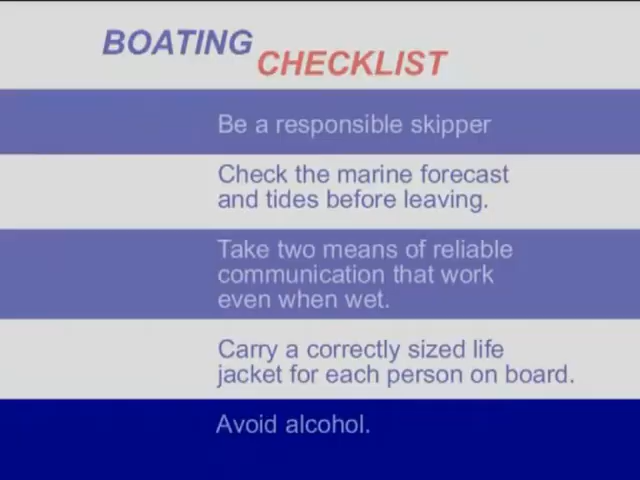 BOATING
CHECKLIST
Be a responsible skipper
Check the marine forecast
and tides before leaving.
Take two means of reliable
communication that work
even when wet.
Carry a correctly sized life
jacket for each person on board.
Avoid alcohol.